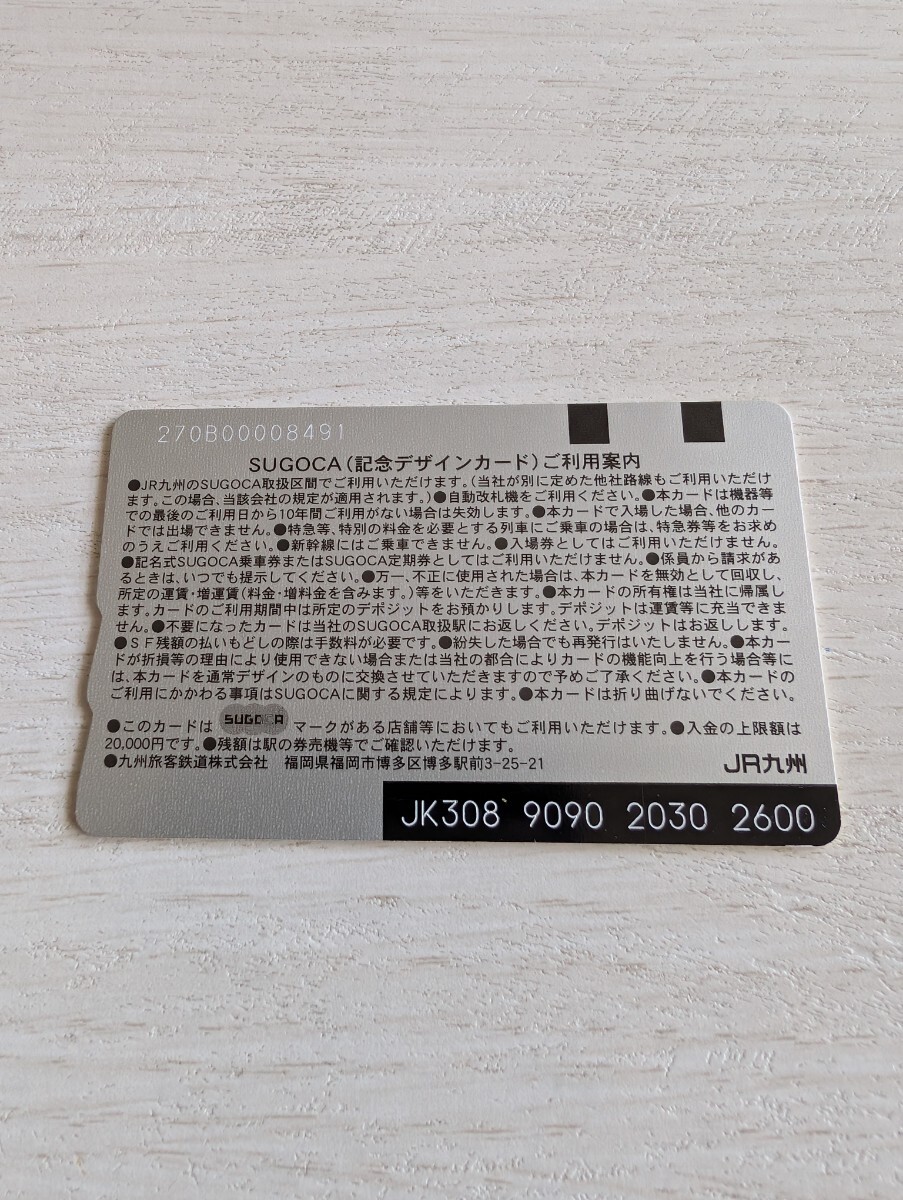 270B00008491
SUGOCA(記念デザインカード)ご利用案内
●JR九州のSUGOCA取扱区間でご利用いただけます。(当社が別に定めた他社路線もご利用いただけ
ます。この場合、当該会社の規定が適用されます。)●自動改札機をご利用ください。●本カードは機器等
での最後のご利用日から10年間ご利用がない場合は失効します。●本カードで入場した場合、他のカー
ドでは出場できません。●特急等、特別の料金を必要とする列車にご乗車の場合は、特急券等をお求め
のうえご利用ください。●新幹線にはご乗車できません。●入場券としてはご利用いただけません。
●記名式SUGOCA乗車券またはSUGOCA定期券としてはご利用いただけません。●係員から請求があ
るときは、いつでも提示してください。●万一、不正に使用された場合は、本カードを無効として回収し、
所定の運賃・増運賃(料金・増料金を含みます。)等をいただきます。●本カードの所有権は当社に帰属し
ます。カードのご利用期間中は所定のデポジットをお預かりします。デポジットは運賃等に充当できませ
ん。●不要になったカードは当社のSUGOCA取扱駅にお返しください。デポジットはお返しします。
●SF残額の払いもどしの際は手数料が必要です。●紛失した場合でも再発行はいたしません。●本カー
ドが折損等の理由により使用できない場合または当社の都合によりカードの機能向上を行う場合等に
は、本カードを通常デザインのものに交換させていただきますので予めご了承ください。●本カードの
ご利用にかかわる事項はSUGOCAに関する規定によります。●本カードは折り曲げないでください。
●このカードは SUGOCA マークがある店舗等においてもご利用いただけます。●入金の上限額は
20,000円です。●残額は駅の券売機等でご確認いただけます。
●九州旅客鉄道株式会社 福岡県福岡市博多区博多駅前3-25-21
JR九州
JK308 9090 2030 2600